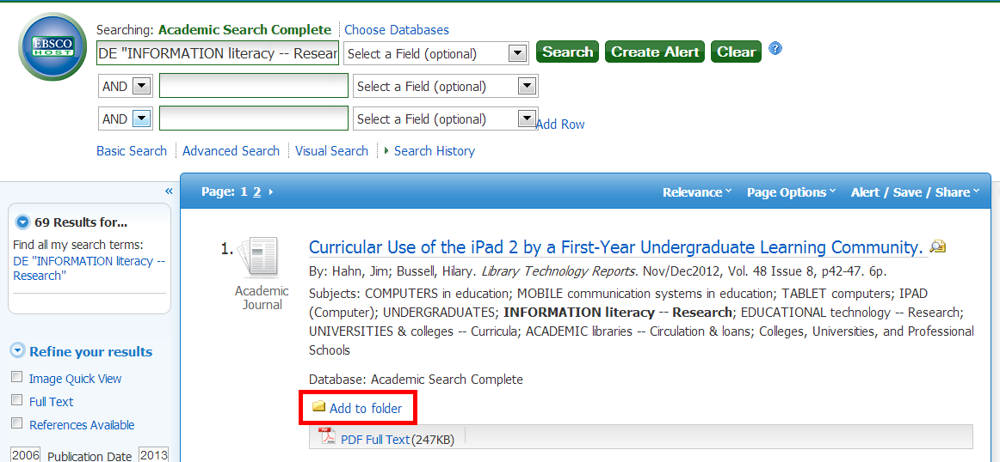 EBSCO
HOST
Searching: Academic Search Complete Choose Databases
DE "INFORMATION literacy -- Resear Select a Field (optional) Search Create Alert Clear ?
AND Select a Field (optional)
AND Select a Field (optional) Add Row
Basic Search Advanced Search Visual Search Search History
« Page: 1 2 Relevance Page Options Alert / Save / Share
69 Results for...
Find all my search terms:
DE "INFORMATION literacy --
Research"
Refine your results
Image Quick View
Full Text
References Available
2006 Publication Date 2013
1. Curricular Use of the iPad 2 by a First-Year Undergraduate Learning Community.
Academic
Journal
By: Hahn, Jim; Bussell, Hilary. Library Technology Reports. Nov/Dec2012, Vol. 48 Issue 8, p42-47. 6p.
Subjects: COMPUTERS in education; MOBILE communication systems in education; TABLET computers; IPAD
(Computer); UNDERGRADUATES; INFORMATION literacy -- Research; EDUCATIONAL technology -- Research;
UNIVERSITIES & colleges -- Curricula; ACADEMIC libraries -- Circulation & loans; Colleges, Universities, and Professional
Schools
Database: Academic Search Complete
Add to folder
PDF Full Text (247KB)